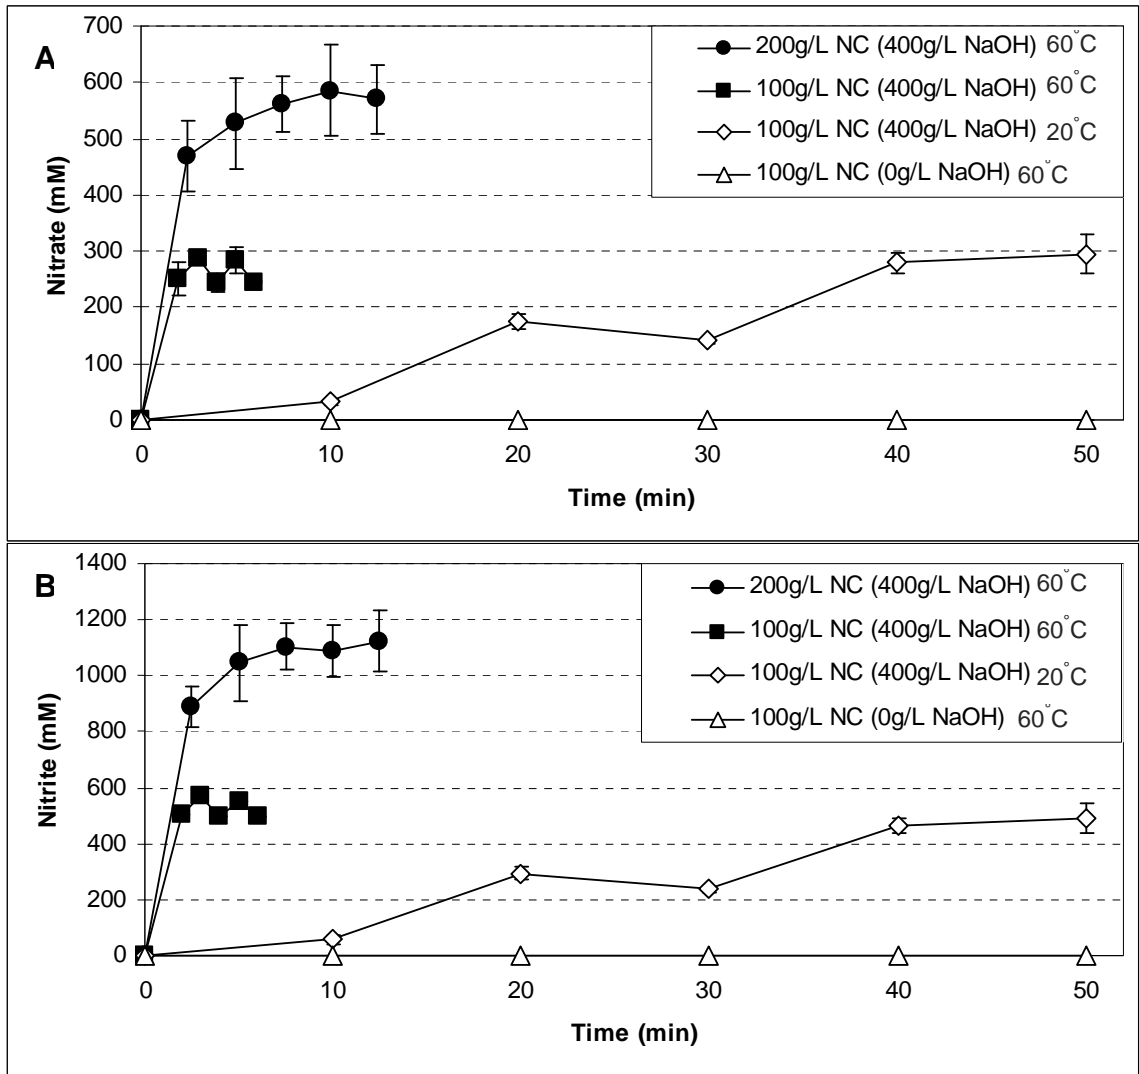 A
700
600
500
400
300
200
100
0
Nitrate (mM)
0 10 20 30 40 50
Time (min)
200g/L NC (400g/L NaOH) 60°C
100g/L NC (400g/L NaOH) 60°C
100g/L NC (400g/L NaOH) 20°C
100g/L NC (0g/L NaOH) 60°C
B
1400
1200
1000
800
600
400
200
0
Nitrite (mM)
0 10 20 30 40 50
Time (min)
200g/L NC (400g/L NaOH) 60°C
100g/L NC (400g/L NaOH) 60°C
100g/L NC (400g/L NaOH) 20°C
100g/L NC (0g/L NaOH) 60°C